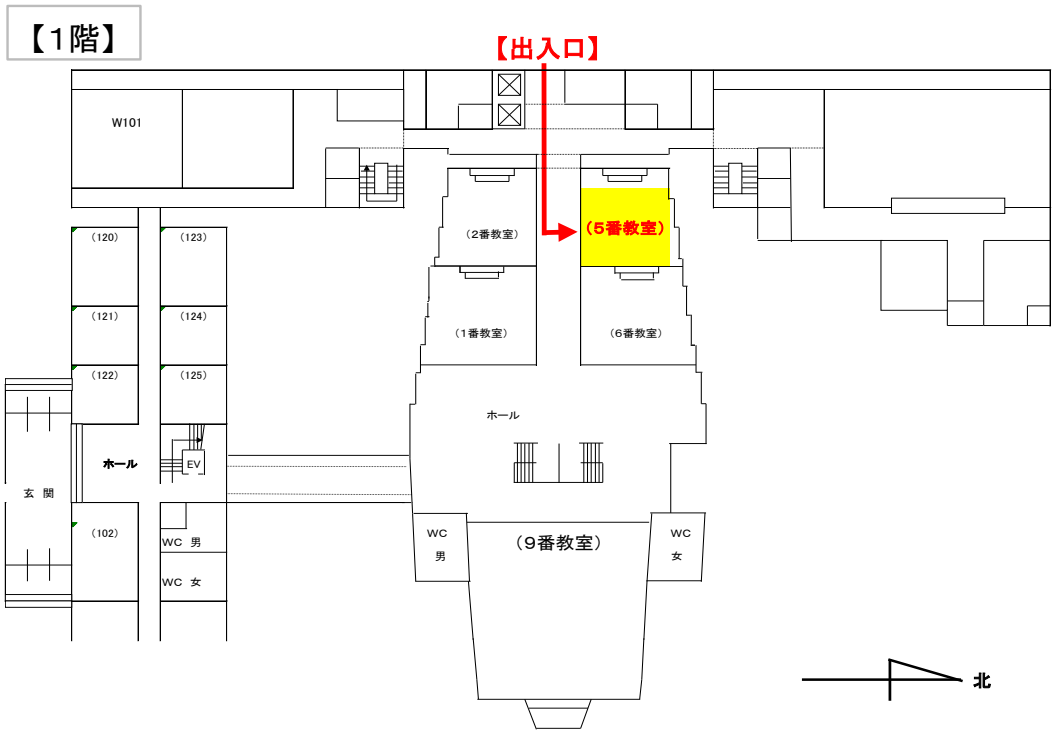 【1階】
【出入口】
W101
(120)
(123)
(2番教室)
(5番教室)
(121)
(124)
(1番教室)
(6番教室)
(122)
(125)
ホール
ホール
EV
玄 関
(102)
WC 男
WC 女
WC
男
(9番教室)
WC
女
北